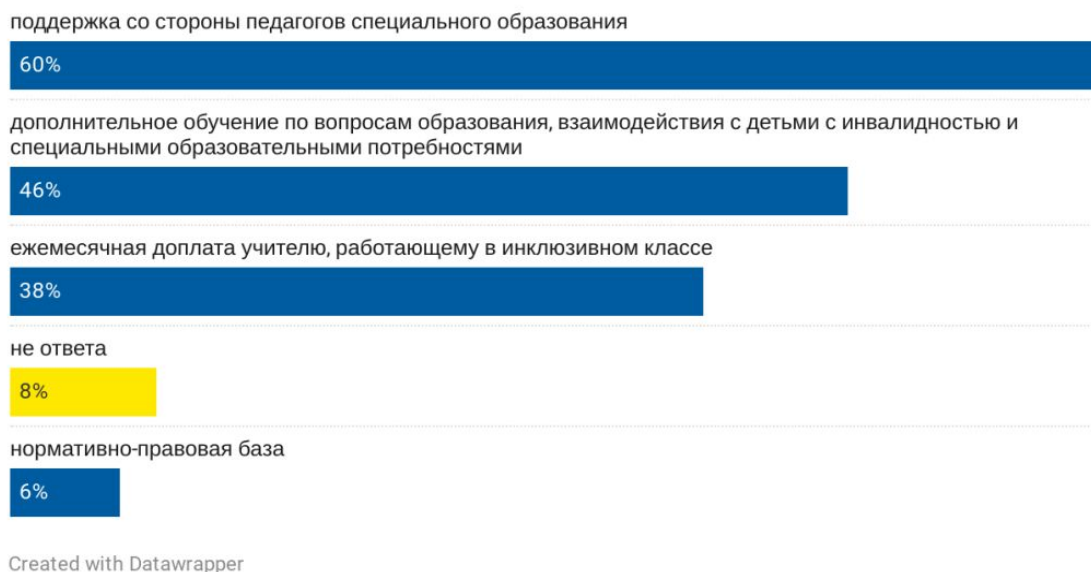 поддержка со стороны педагогов специального образования
60%
дополнительное обучение по вопросам образования, взаимодействия с детьми с инвалидностью и
специальными образовательными потребностями
46%
ежемесячная доплата учителю, работающему в инклюзивном классе
38%
не ответа
8%
нормативно-правовая база
6%
Created with Datawrapper